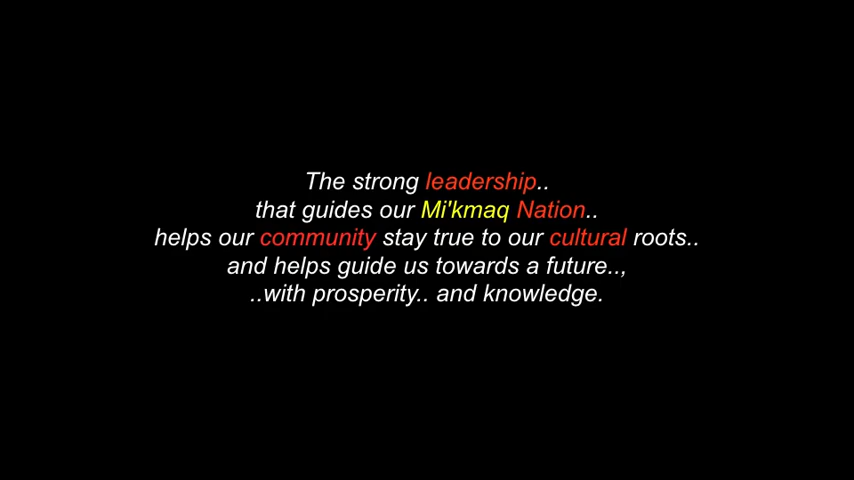 The strong leadership..
that guides our Mi'kmaq Nation..
helps our community stay true to our cultural roots..
and helps guide us towards a future..,
..with prosperity.. and knowledge.